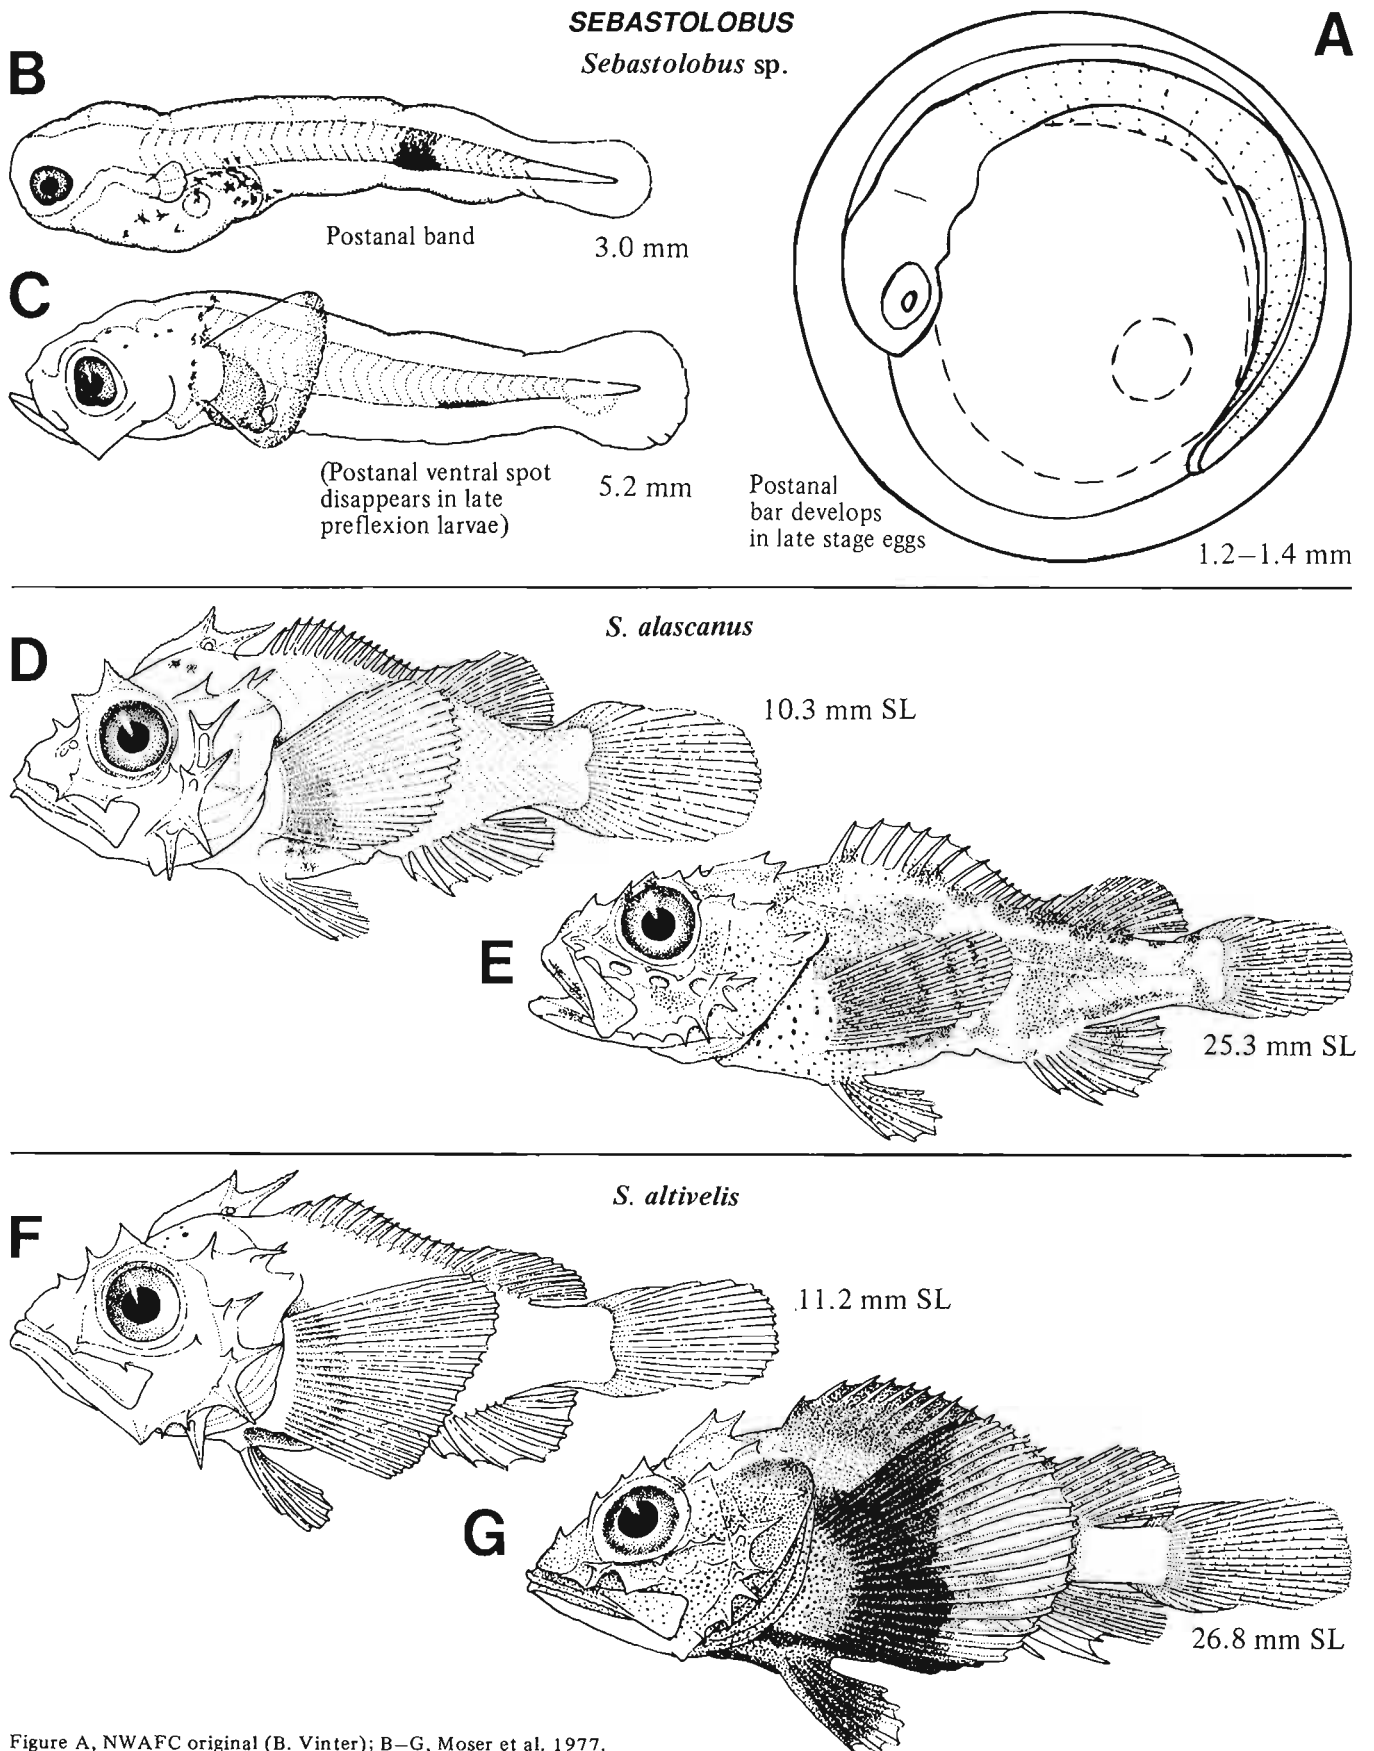 SEBASTOLOBUS
Sebastolobus sp.
A
B
Postanal band
3.0 mm
C
(Postanal ventral spot
disappears in late
preflexion larvae)
5.2 mm
Postanal
bar develops
in late stage eggs
1.2–1.4 mm
S. alascanus
D
10.3 mm SL
E
25.3 mm SL
S. altivelis
F
11.2 mm SL
G
26.8 mm SL
Figure A, NWAFC original (B. Vinter); B–G, Moser et al. 1977.